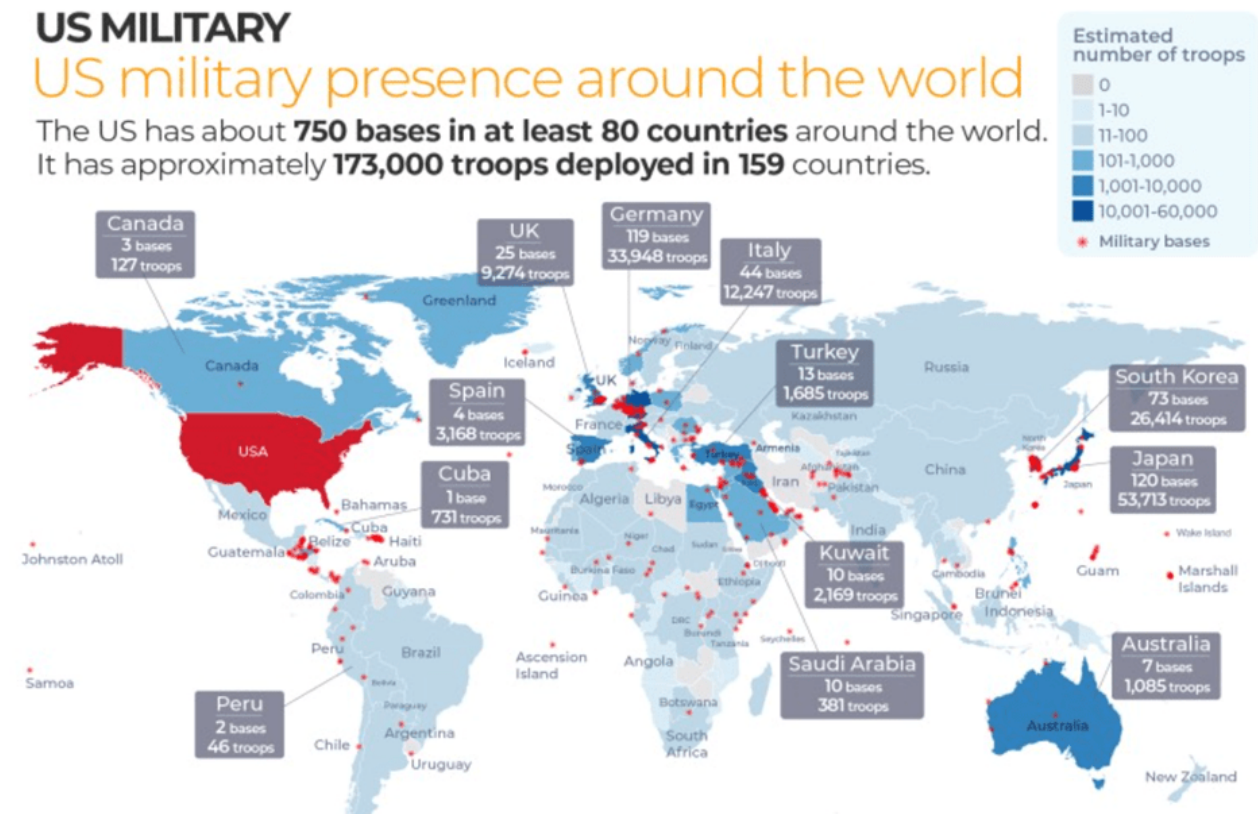 US MILITARY
US military presence around the world
The US has about 750 bases in at least 80 countries around the world.
It has approximately 173,000 troops deployed in 159 countries.
Estimated
number of troops
0
1-10
11-100
101-1,000
1,001-10,000
10,001-60,000
Military bases
Canada
3 bases
127 troops
UK
25 bases
9,274 troops
Germany
119 bases
33,948 troops
Italy
44 bases
12,247 troops
Turkey
13 bases
1,685 troops
South Korea
73 bases
26,414 troops
Spain
4 bases
3,168 troops
Japan
120 bases
53,713 troops
Cuba
1 base
731 troops
Kuwait
10 bases
2,169 troops
Saudi Arabia
10 bases
381 troops
Australia
7 bases
1,085 troops
Peru
2 bases
46 troops
Greenland
Canada
Iceland
Norway
Finland
Russia
UK
France
Spain
Turkey
Armenia
Kazakhstan
Tajikistan
Afghanistan
North
Korea
China
Japan
USA
Iran
Pakistan
Morocco
Algeria
Libya
Egypt
India
Mexico
Bahamas
Cuba
Belize
Haiti
Guatemala
Aruba
Johnston Atoll
Mauritania
Niger
Chad
Sudan
Burkina Faso
Djibouti
Ethiopia
Guinea
Colombia
Guyana
Wake Island
Guam
Marshall
Islands
Cambodia
Brunei
Singapore
Indonesia
DRC
Burundi
Tanzania
Seychelles
Peru
Brazil
Ascension
Island
Angola
Samoa
Bolivia
Paraguay
Botswana
Argentina
Chile
Uruguay
South
Africa
Australia
New Zealand